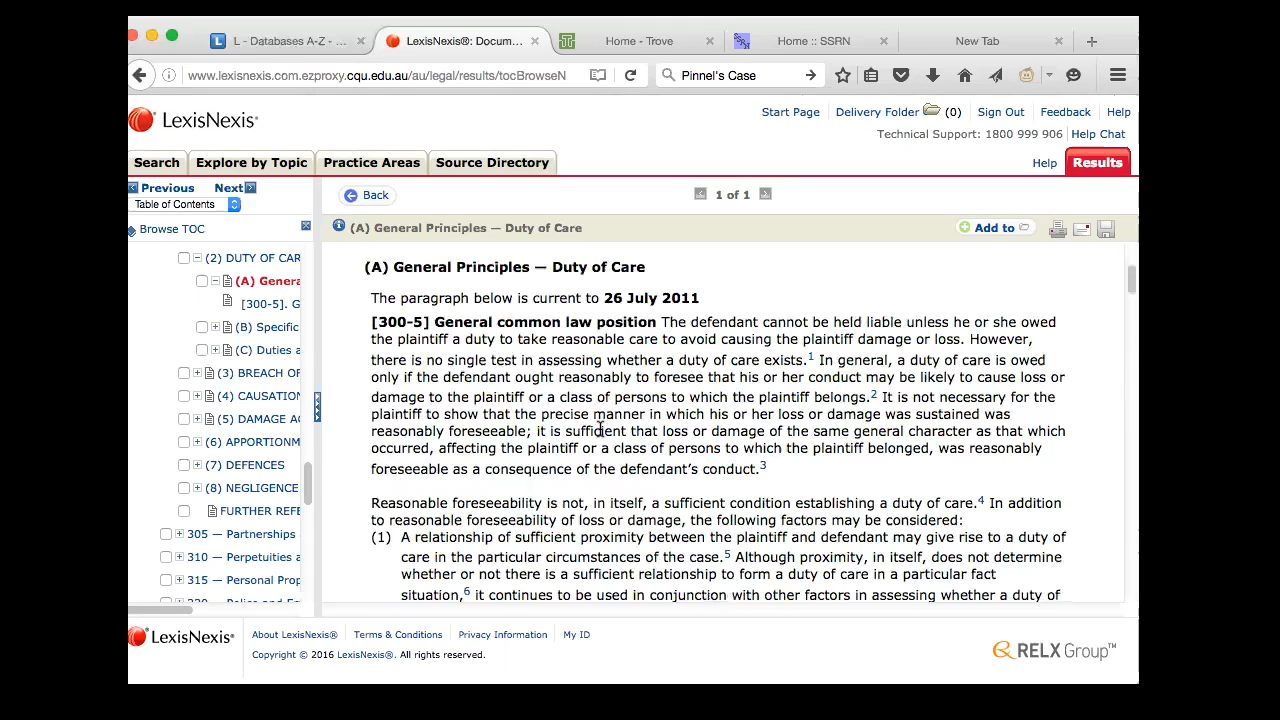 L - Databases A-Z - ...
LexisNexis®: Docum...
Home - Trove
Home :: SSRN
New Tab
www.lexisnexis.com.ezproxy.cqu.edu.au/au/legal/results/tocBrowseN
Pinnel's Case
LexisNexis®
Start Page
Delivery Folder (0)
Sign Out
Feedback
Help
Technical Support: 1800 999 906
Help Chat
Search
Explore by Topic
Practice Areas
Source Directory
Help
Results
Previous Next
Table of Contents
Browse TOC
(2) DUTY OF CAR
(A) Genera
[300-5]. G
(B) Specific
(C) Duties a
(3) BREACH OF
(4) CAUSATION
(5) DAMAGE AC
(6) APPORTIONM
(7) DEFENCES
(8) NEGLIGENCE
FURTHER REFE
305 — Partnerships
310 — Perpetuities a
315 — Personal Prop
Back
1 of 1
(A) General Principles — Duty of Care
Add to
(A) General Principles — Duty of Care
The paragraph below is current to 26 July 2011
[300-5] General common law position The defendant cannot be held liable unless he or she owed
the plaintiff a duty to take reasonable care to avoid causing the plaintiff damage or loss. However,
there is no single test in assessing whether a duty of care exists.1 In general, a duty of care is owed
only if the defendant ought reasonably to foresee that his or her conduct may be likely to cause loss or
damage to the plaintiff or a class of persons to which the plaintiff belongs.2 It is not necessary for the
plaintiff to show that the precise manner in which his or her loss or damage was sustained was
reasonably foreseeable; it is sufficient that loss or damage of the same general character as that which
occurred, affecting the plaintiff or a class of persons to which the plaintiff belonged, was reasonably
foreseeable as a consequence of the defendant's conduct.3
Reasonable foreseeability is not, in itself, a sufficient condition establishing a duty of care.4 In addition
to reasonable foreseeability of loss or damage, the following factors may be considered:
(1) A relationship of sufficient proximity between the plaintiff and defendant may give rise to a duty of
care in the particular circumstances of the case.5 Although proximity, in itself, does not determine
whether or not there is a sufficient relationship to form a duty of care in a particular fact
situation,6 it continues to be used in conjunction with other factors in assessing whether a duty of
LexisNexis®
About LexisNexis®
Terms & Conditions
Privacy Information
My ID
Copyright © 2016 LexisNexis®. All rights reserved.
RELX Group™